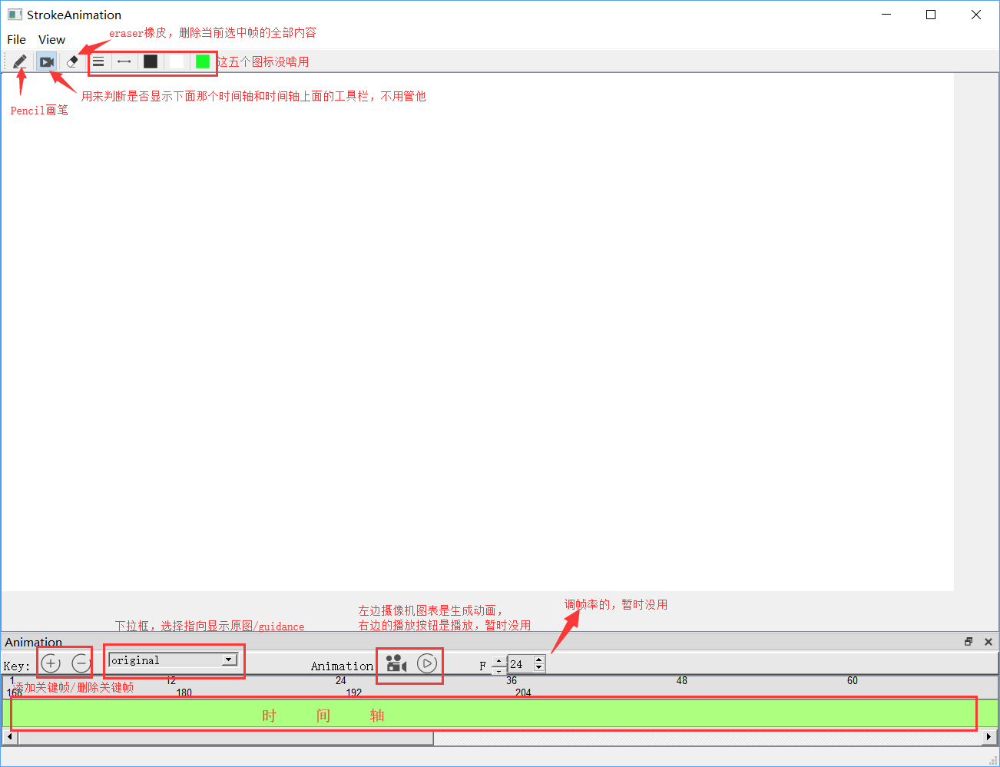 StrokeAnimation
File View
eraser橡皮，删除当前选中帧的全部内容
这五个图标没啥用
用来判断是否显示下面那个时间轴和时间轴上面的工具栏，不用管他
Pencil画笔
调帧率的，暂时没用
左边摄像机图表是生成动画，
右边的播放按钮是播放，暂时没用
下拉框，选择指向显示原图/guidance
Animation
Key: original Animation F 24
1 12 24 36 48 60
添加关键帧/删除关键帧
168 180 192 204
时 间 轴